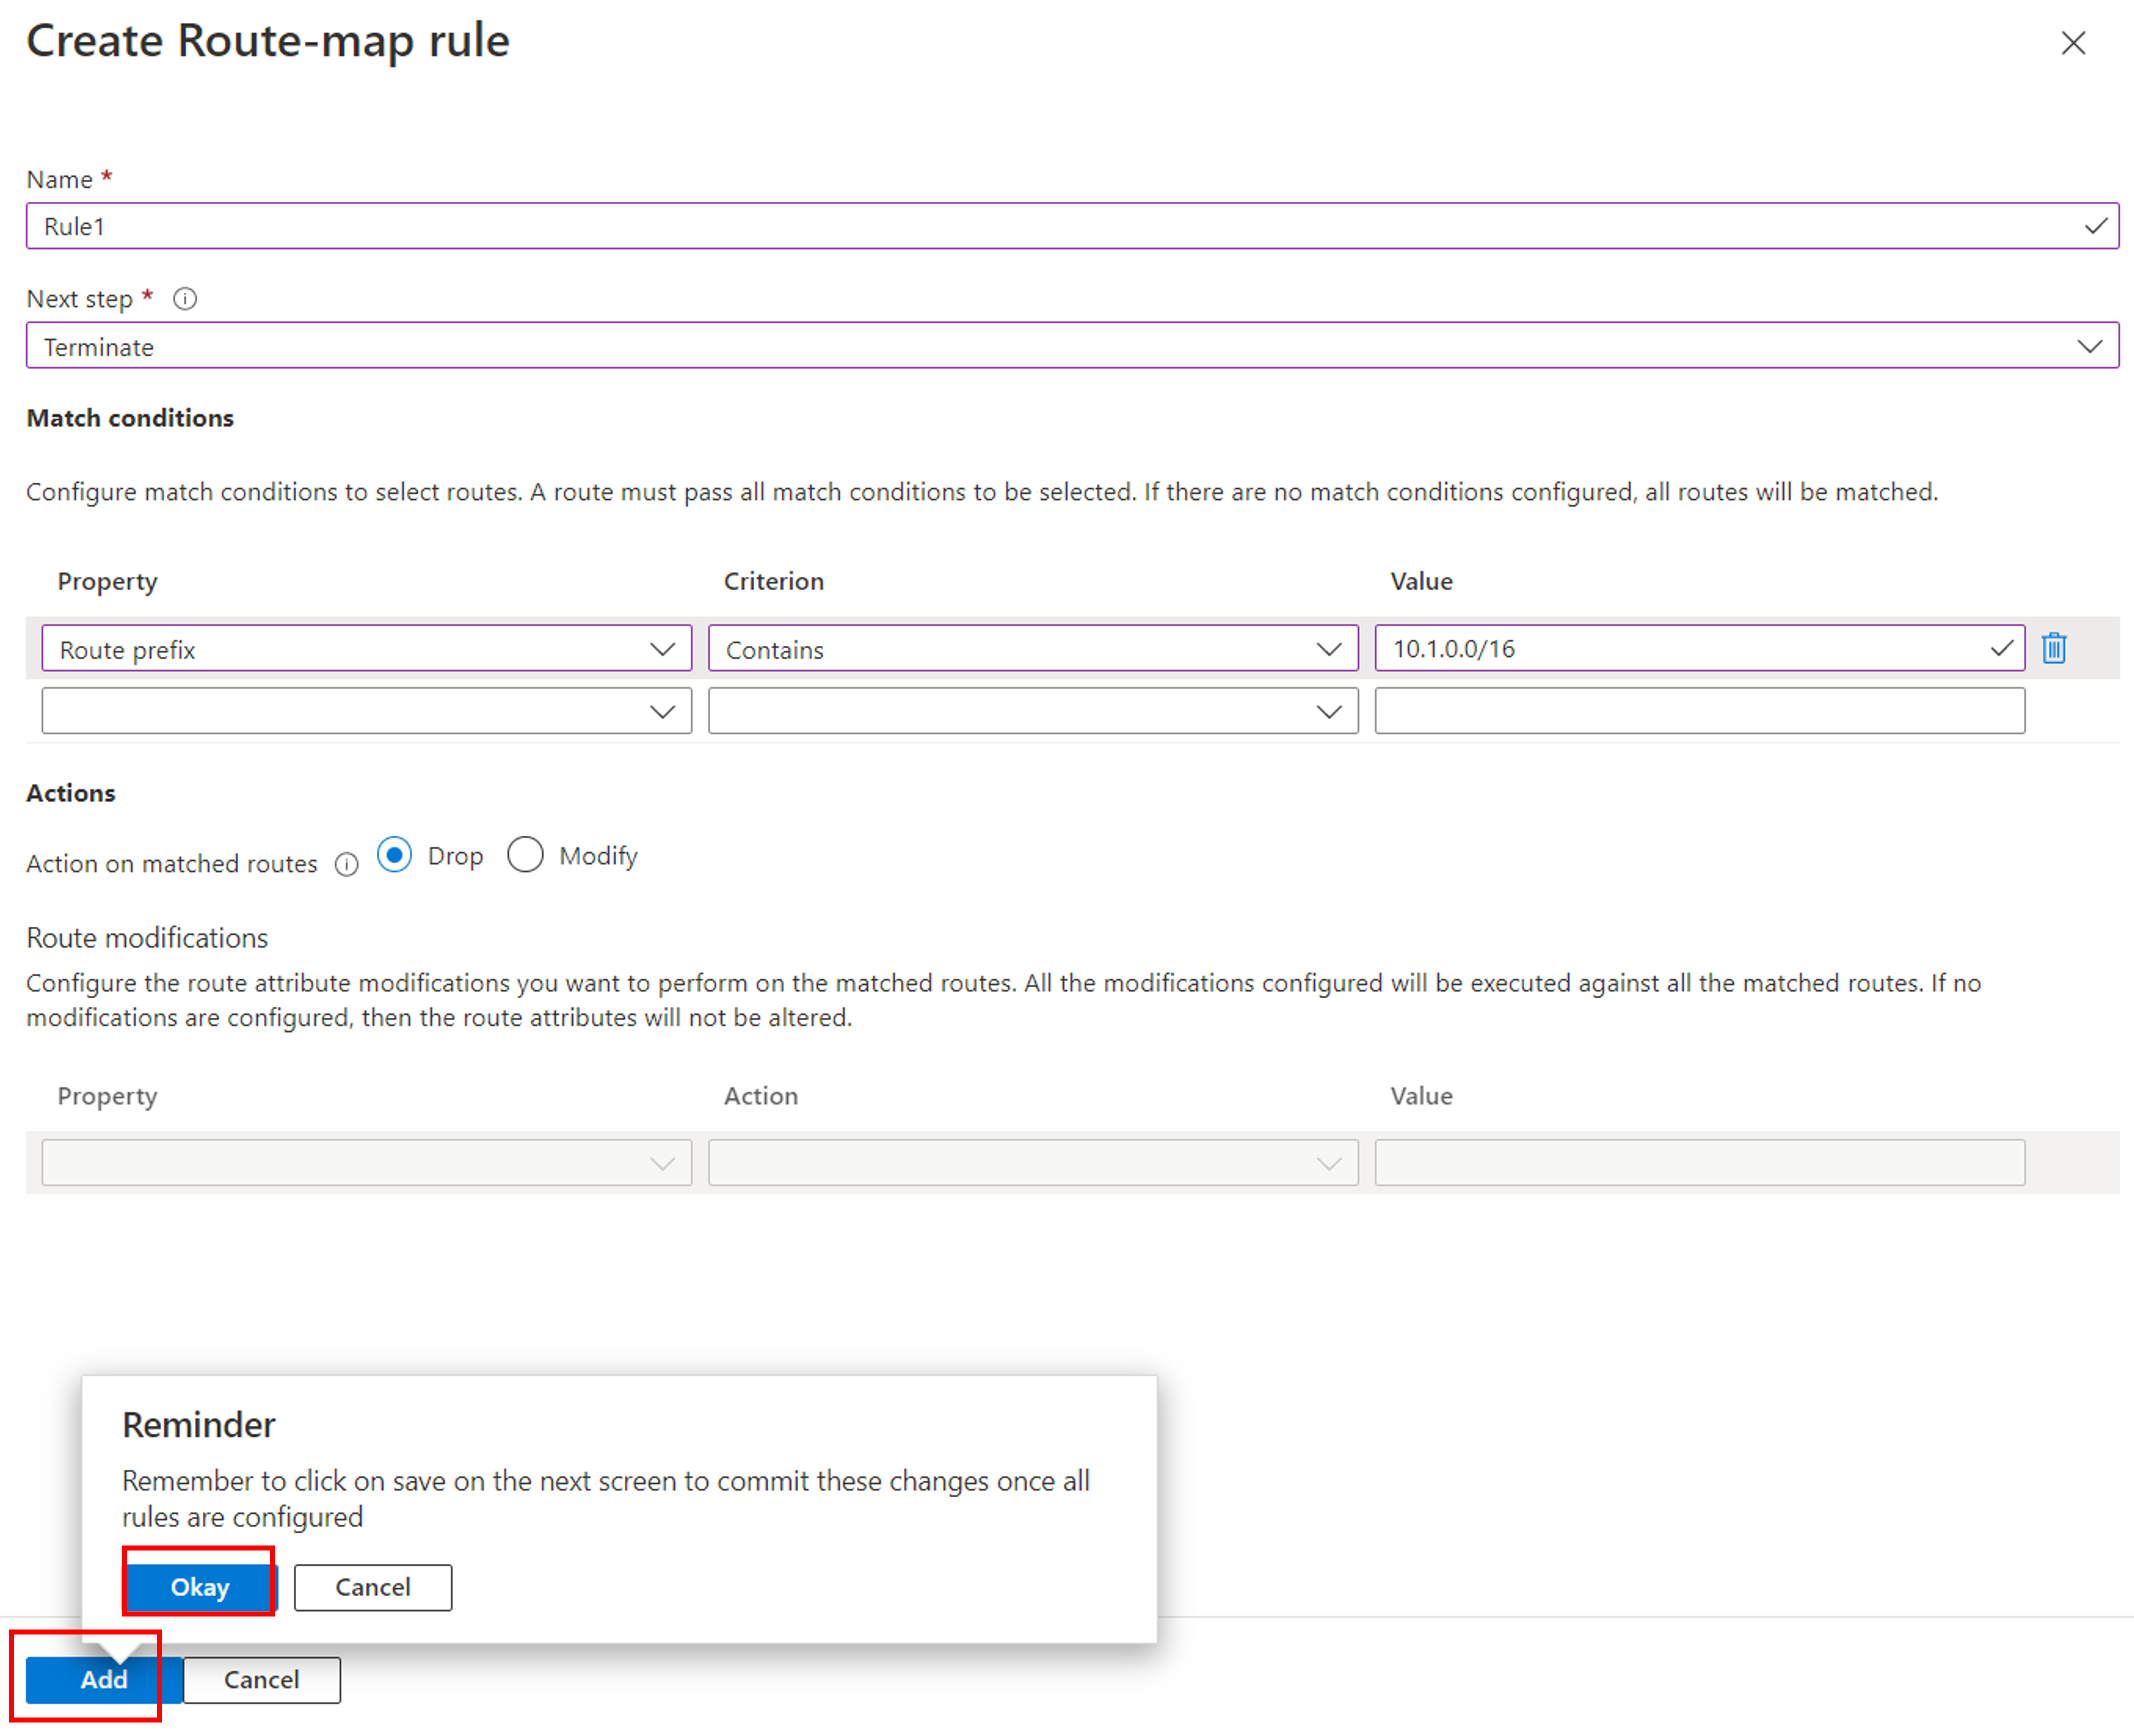 Create Route-map rule
Name *
Rule1
Next step *
Terminate
Match conditions
Configure match conditions to select routes. A route must pass all match conditions to be selected. If there are no match conditions configured, all routes will be matched.
Property Criterion Value
Route prefix Contains 10.1.0.0/16
Actions
Action on matched routes Drop Modify
Route modifications
Configure the route attribute modifications you want to perform on the matched routes. All the modifications configured will be executed against all the matched routes. If no
modifications are configured, then the route attributes will not be altered.
Property Action Value
Reminder
Remember to click on save on the next screen to commit these changes once all
rules are configured
Okay Cancel
Add Cancel